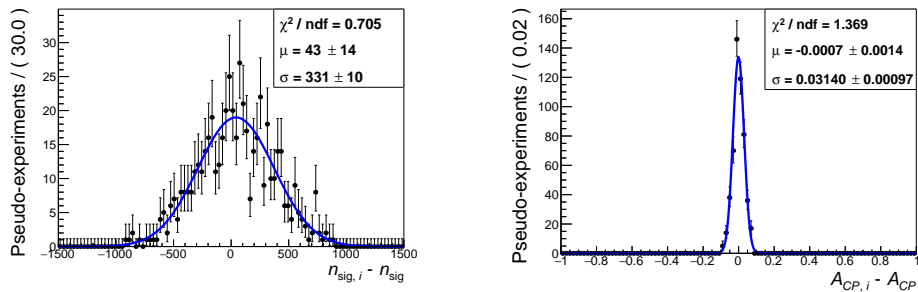 Pseudo-experiments / ( 30.0 )
35
30
25
20
15
10
5
0
χ² / ndf = 0.705
μ = 43 ± 14
σ = 331 ± 10
−1500 −1000 −500 0 500 1000 1500
n_sig, i - n_sig
Pseudo-experiments / ( 0.02 )
160
140
120
100
80
60
40
20
0
χ² / ndf = 1.369
μ = -0.0007 ± 0.0014
σ = 0.03140 ± 0.00097
−1 −0.8 −0.6 −0.4 −0.2 0 0.2 0.4 0.6 0.8 1
A_CP, i - A_CP